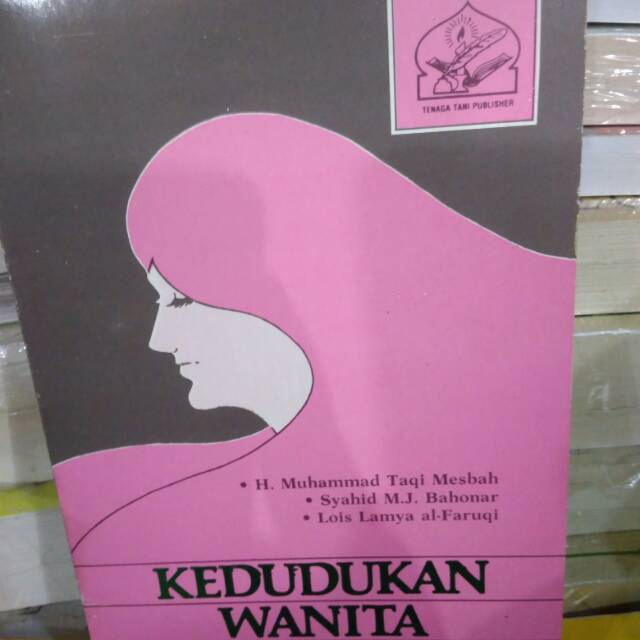 TENAGA TANI PUBLISHER
• H. Muhammad Taqi Mesbah
• Syahid M.J. Bahonar
• Lois Lamya al-Faruqi
KEDUDUKAN
WANITA